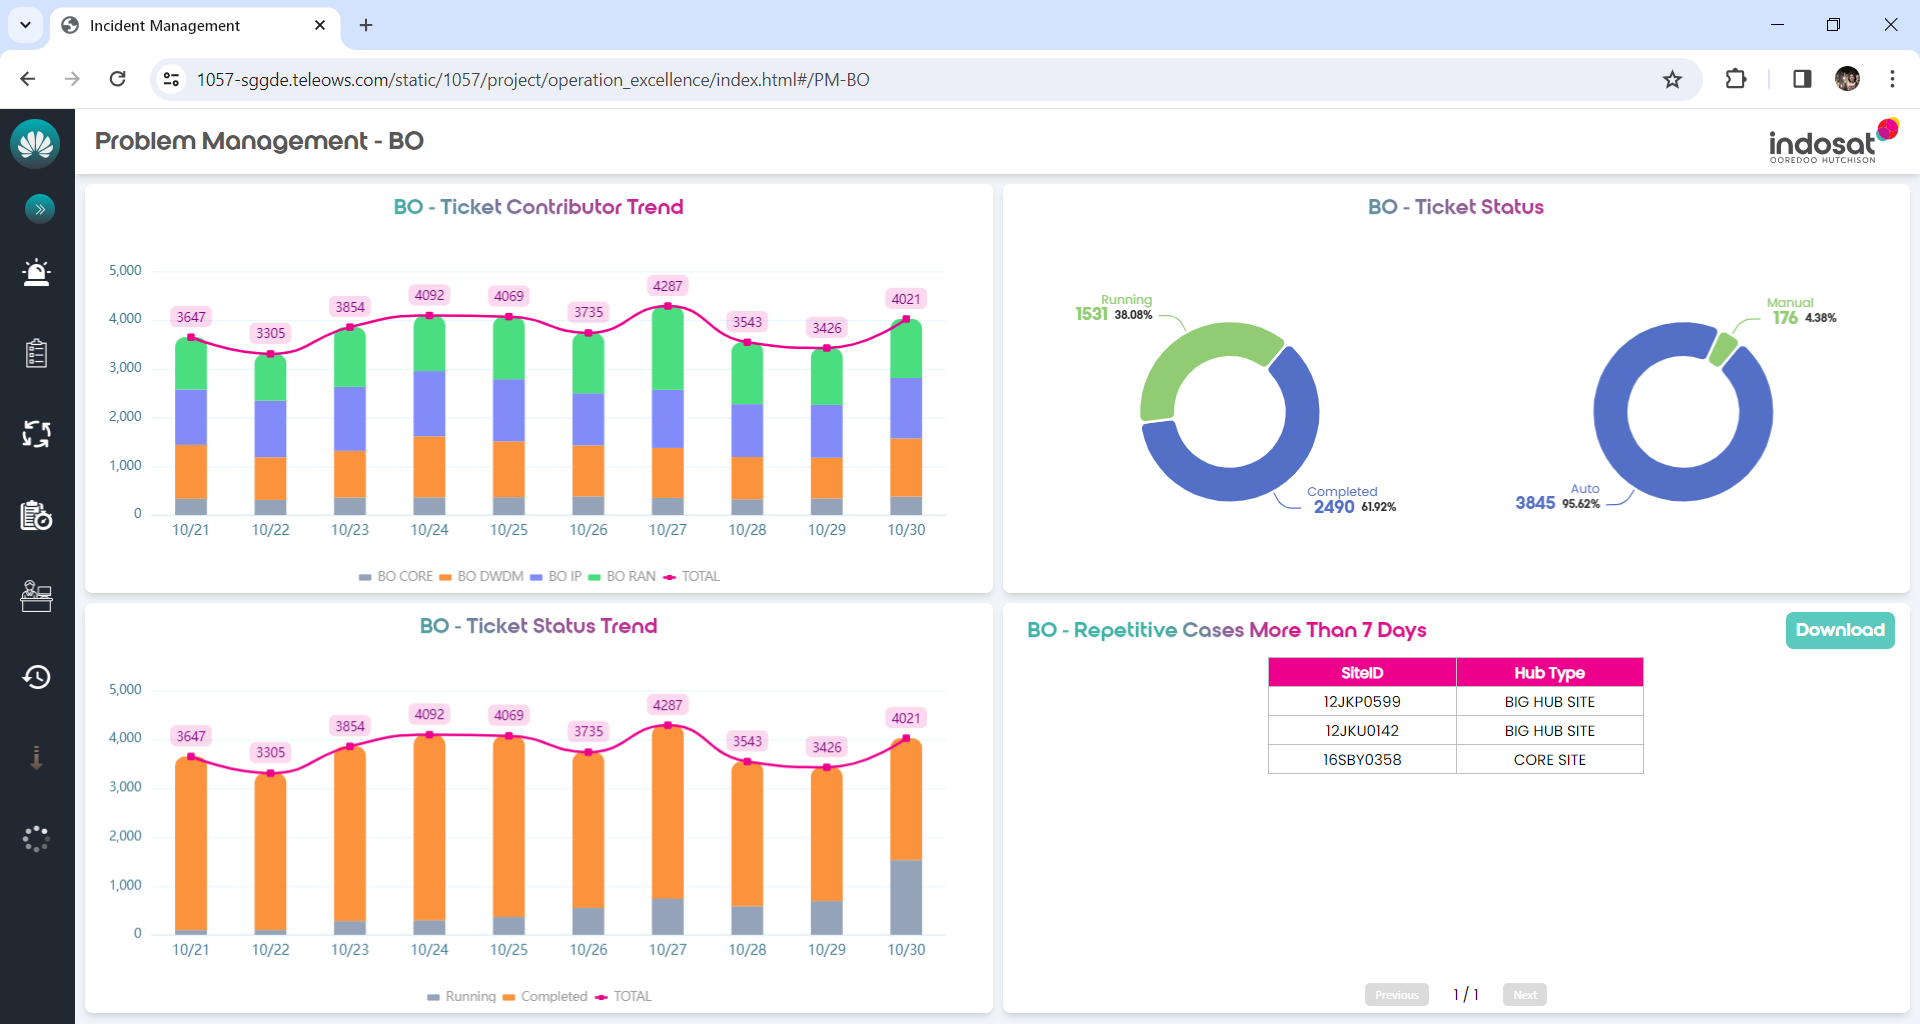 Incident Management
1057-sggde.teleows.com/static/1057/project/operation_excellence/index.html#/PM-BO
Problem Management - BO
indosat
OOREDOO HUTCHISON
BO - Ticket Contributor Trend
5,000
4,000
3,000
2,000
1,000
0
3647
3305
3854
4092
4069
3735
4287
3543
3426
4021
10/21
10/22
10/23
10/24
10/25
10/26
10/27
10/28
10/29
10/30
BO CORE
BO DWDM
BO IP
BO RAN
TOTAL
BO - Ticket Status
Running
1531 38.08%
Completed
2490 61.92%
Manual
176 4.38%
Auto
3845 95.62%
BO - Ticket Status Trend
5,000
4,000
3,000
2,000
1,000
0
3647
3305
3854
4092
4069
3735
4287
3543
3426
4021
10/21
10/22
10/23
10/24
10/25
10/26
10/27
10/28
10/29
10/30
Running
Completed
TOTAL
BO - Repetitive Cases More Than 7 Days
Download
SiteID Hub Type
12JKP0599 BIG HUB SITE
12JKU0142 BIG HUB SITE
16SBY0358 CORE SITE
Previous 1 / 1 Next